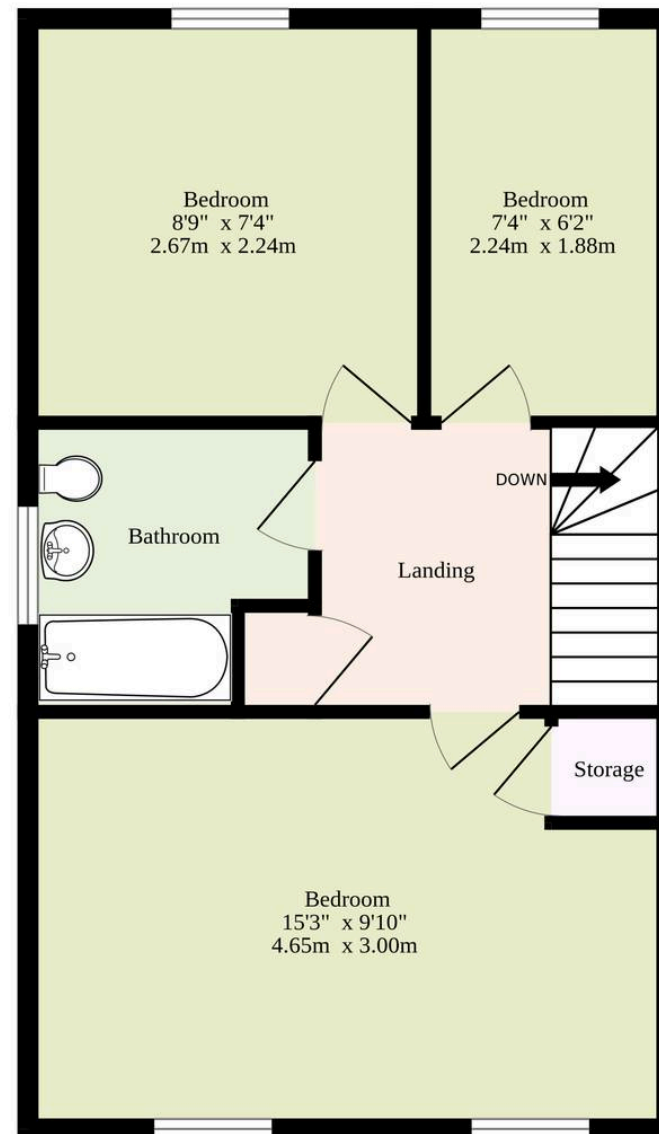 Bedroom
8'9" x 7'4"
2.67m x 2.24m
Bedroom
7'4" x 6'2"
2.24m x 1.88m
DOWN
Bathroom
Landing
Storage
Bedroom
15'3" x 9'10"
4.65m x 3.00m